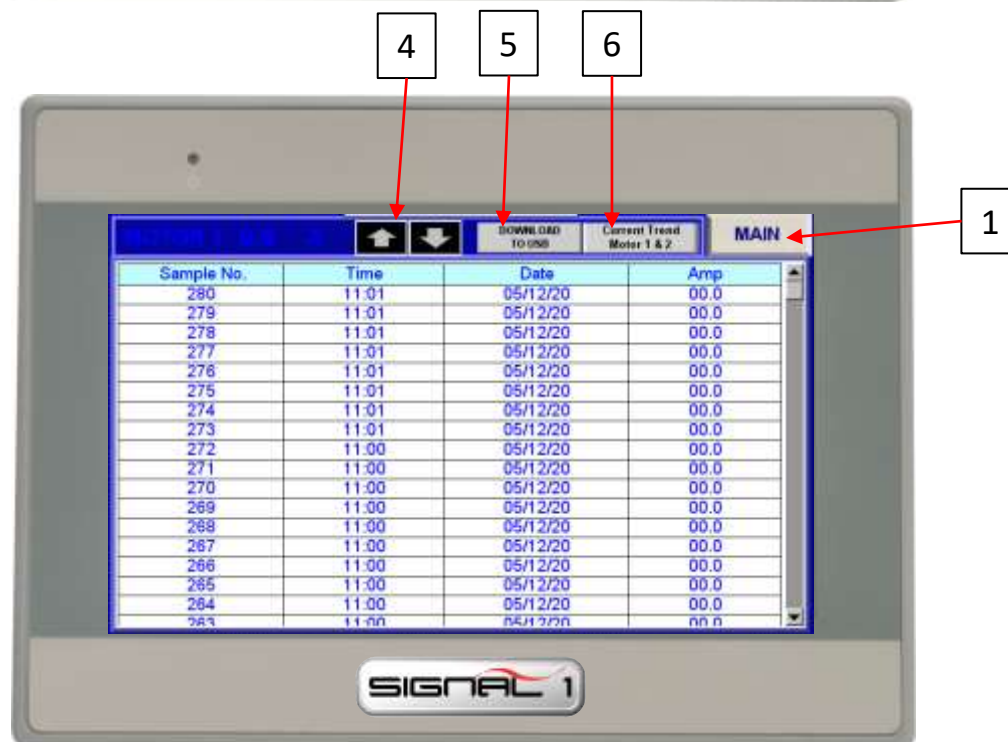 4 5 6
1
DOWNLOAD TO USB
Current Trend Motor 1 & 2
MAIN
Sample No. Time Date Amp
280 11:01 05/12/20 00.0
279 11:01 05/12/20 00.0
278 11:01 05/12/20 00.0
277 11:01 05/12/20 00.0
276 11:01 05/12/20 00.0
275 11:01 05/12/20 00.0
274 11:01 05/12/20 00.0
273 11:01 05/12/20 00.0
272 11:00 05/12/20 00.0
271 11:00 05/12/20 00.0
270 11:00 05/12/20 00.0
269 11:00 05/12/20 00.0
268 11:00 05/12/20 00.0
267 11:00 05/12/20 00.0
266 11:00 05/12/20 00.0
265 11:00 05/12/20 00.0
264 11:00 05/12/20 00.0
263 11:00 05/12/20 00.0
SIGNAL 1